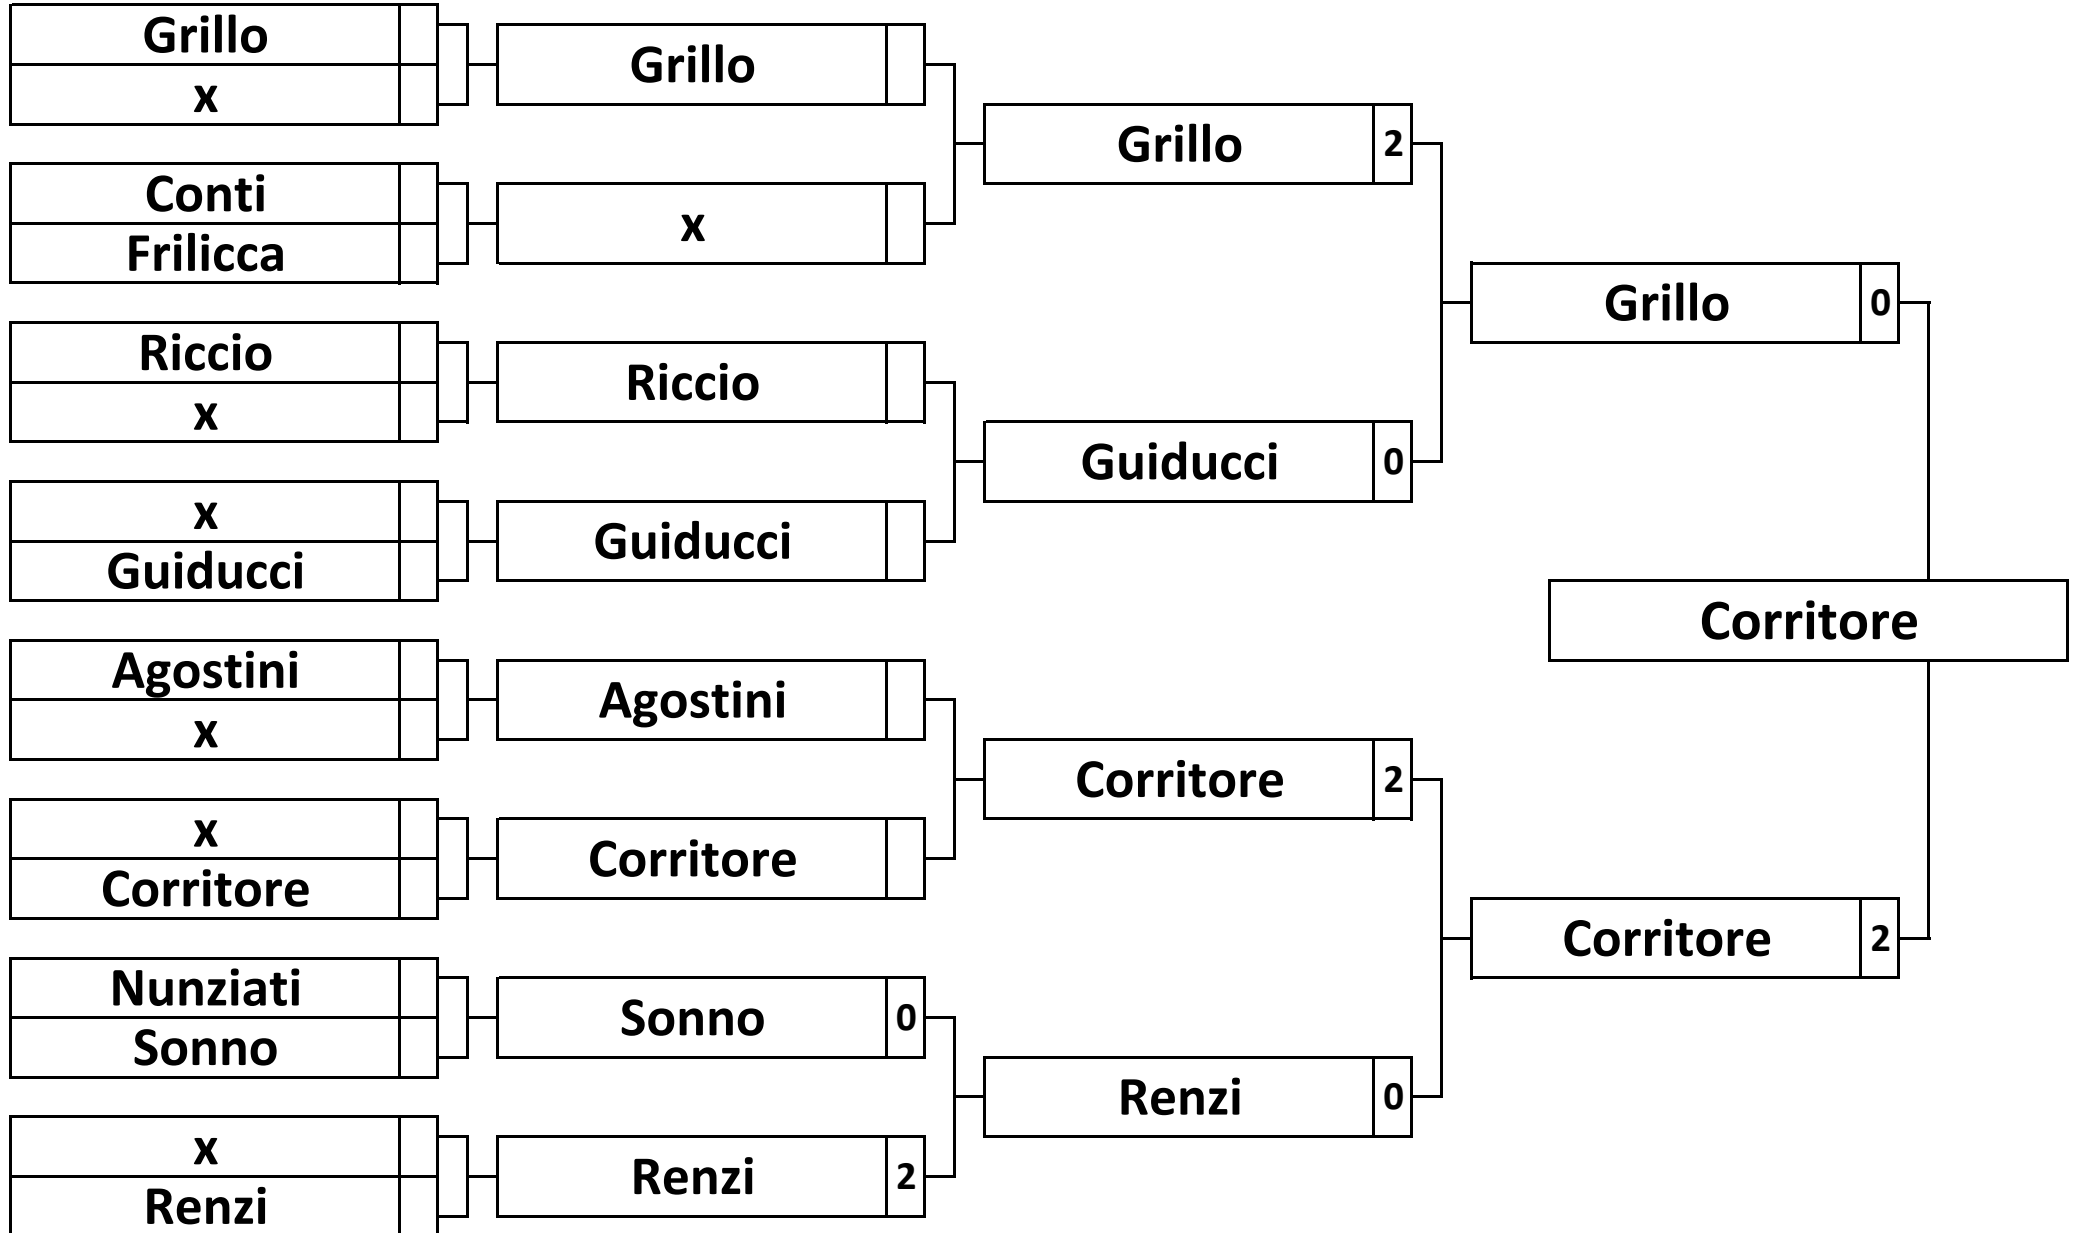 Grillo
x
Conti
Frilicca
Riccio
x
x
Guiducci
Agostini
x
x
Corritore
Nunziati
Sonno
x
Renzi
Grillo
x
Riccio
Guiducci
Agostini
Corritore
Sonno 0
Renzi 2
Grillo 2
Guiducci 0
Corritore 2
Renzi 0
Grillo 0
Corritore 2
Corritore